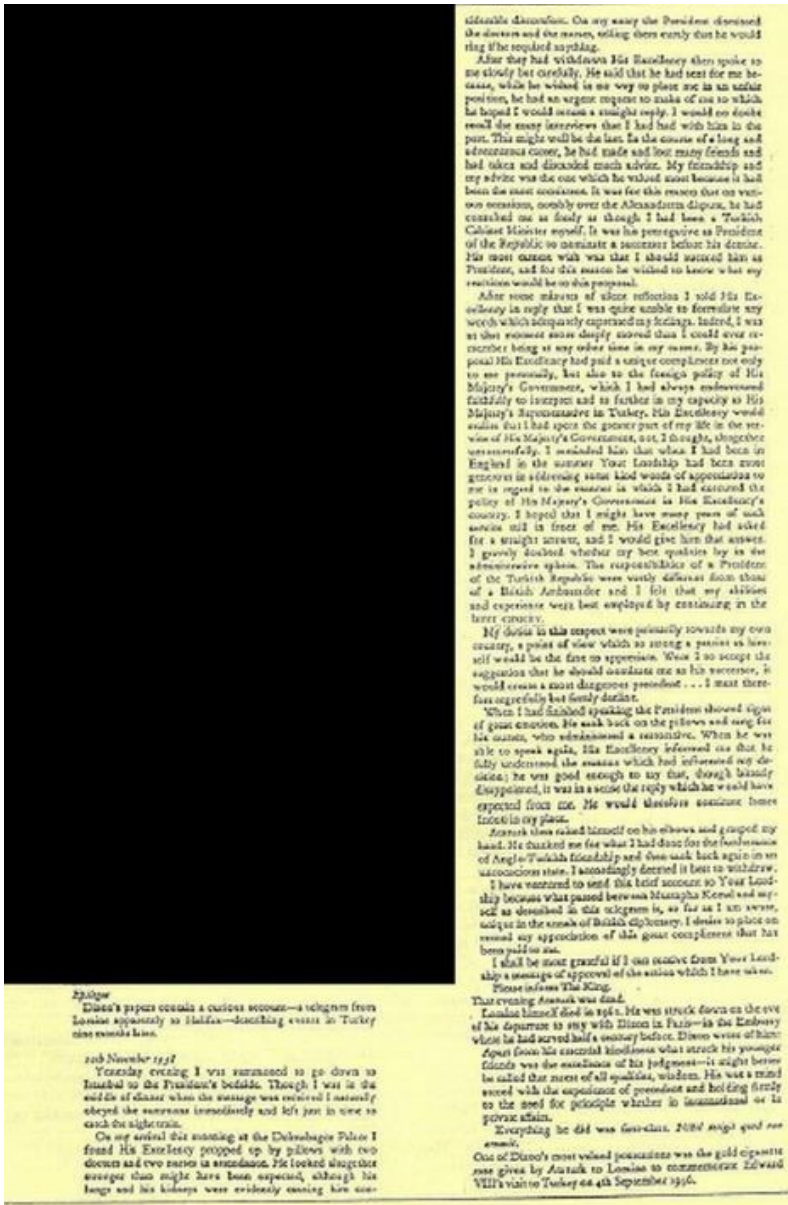 Epilogue
Dixon's papers contain a curious account—a telegram from
Loraine apparently to Halifax—describing events in Turkey
nine months later.
10th November 1938
Yesterday evening I was summoned to go down to
Istanbul to the President's bedside. Though I was in the
middle of dinner when the message was received I naturally
obeyed the summons immediately and left just in time to
catch the night train.
On my arrival this morning at the Dolmabagce Palace I
found His Excellency propped up by pillows with two
doctors and two nurses in attendance. He looked altogether
stronger than might have been expected, although his
lungs and his kidneys were evidently causing him con-
siderable discomfort. On my entry the President dismissed
the doctors and the nurses, telling them curtly that he would
ring if he required anything.
After they had withdrawn His Excellency then spoke to
me slowly but carefully. He said that he had sent for me be-
cause, while he wished in no way to place me in an unfair
position, he had an urgent request to make of me to which
he hoped I would return a straight reply. I would no doubt
recall the many interviews that I had had with him in the
past. This might well be the last. In the course of a long and
adventurous career, he had made and lost many friends and
had taken and discarded much advice. My friendship and
my advice was the one which he valued most because it had
been the most consistent. It was for this reason that on vari-
ous occasions, notably over the Alexandretta dispute, he had
consulted me as freely as though I had been a Turkish
Cabinet Minister myself. It was his prerogative as President
of the Republic to nominate a successor before his demise.
His most earnest wish was that I should succeed him as
President, and for this reason he wished to know what my
reactions would be to this proposal.
After some minutes of silent reflection I told His Ex-
cellency in reply that I was quite unable to formulate any
words which adequately expressed my feelings. Indeed, I was
at that moment more deeply moved than I could ever re-
member being at any other time in my career. By his pro-
posal His Excellency had paid a unique compliment not only
to me personally, but also to the foreign policy of His
Majesty's Government, which I had always endeavoured
faithfully to interpret and to further in my capacity as His
Majesty's Representative in Turkey. His Excellency would
realise that I had spent the greater part of my life in the ser-
vice of His Majesty's Government, not, I thought, altogether
unsuccessfully. I reminded him that when I had been in
England in the summer Your Lordship had been most
generous in addressing some kind words of appreciation to
me in regard to the manner in which I had executed the
policy of His Majesty's Government in His Excellency's
country. I hoped that I might have many years of such
service still in front of me. His Excellency had asked
for a straight answer, and I would give him that answer.
I gravely doubted whether my best qualities lay in the
administrative sphere. The responsibilities of a President
of the Turkish Republic were vastly different from those
of a British Ambassador and I felt that my abilities
and experience were best employed by continuing in the
latter capacity.
My duties in this respect were primarily towards my own
country, a point of view which so strong a patriot as him-
self would be the first to appreciate. Were I to accept the
suggestion that he should nominate me as his successor, it
would create a most dangerous precedent . . . I must there-
fore regretfully but firmly decline.
When I had finished speaking the President showed signs
of great emotion. He sank back on the pillows and rang for
his nurses, who administered a restorative. When he was
able to speak again, His Excellency informed me that he
fully understood the reasons which had influenced my de-
cision; he was good enough to say that, though bitterly
disappointed, it was in a sense the reply which he would have
expected from me. He would therefore nominate Ismet
Inonü in my place.
Ataturk then raised himself on his elbows and grasped my
hand. He thanked me for what I had done for the furtherance
of Anglo-Turkish friendship and then sank back again in an
unconscious state. I accordingly deemed it best to withdraw.
I have ventured to send this brief account to Your Lord-
ship because what passed between Mustapha Kemal and my-
self as described in this telegram is, so far as I am aware,
unique in the annals of British diplomacy. I desire to place on
record my appreciation of this great compliment that has
been paid to me.
I shall be most grateful if I can receive from Your Lord-
ship a message of approval of the action which I have taken.
Please inform The King.
That evening Ataturk was dead.
Loraine himself died in 1961. He was struck down on the eve
of his departure to stay with Dixon in Paris—in the Embassy
where he had served half a century before. Dixon wrote of him:
Apart from his essential kindliness what struck his younger
friends was the excellence of his judgment—it might better
be called that rarest of all qualities, wisdom. His was a mind
stored with the experience of precedent and holding firmly
to the need for principle whether in international or in
private affairs.
Everything he did was first-class. Nihil tetigit quod non
ornavit.
One of Dixon's most valued possessions was the gold cigarette
case given by Ataturk to Loraine to commemorate Edward
VIII's visit to Turkey on 4th September 1936.